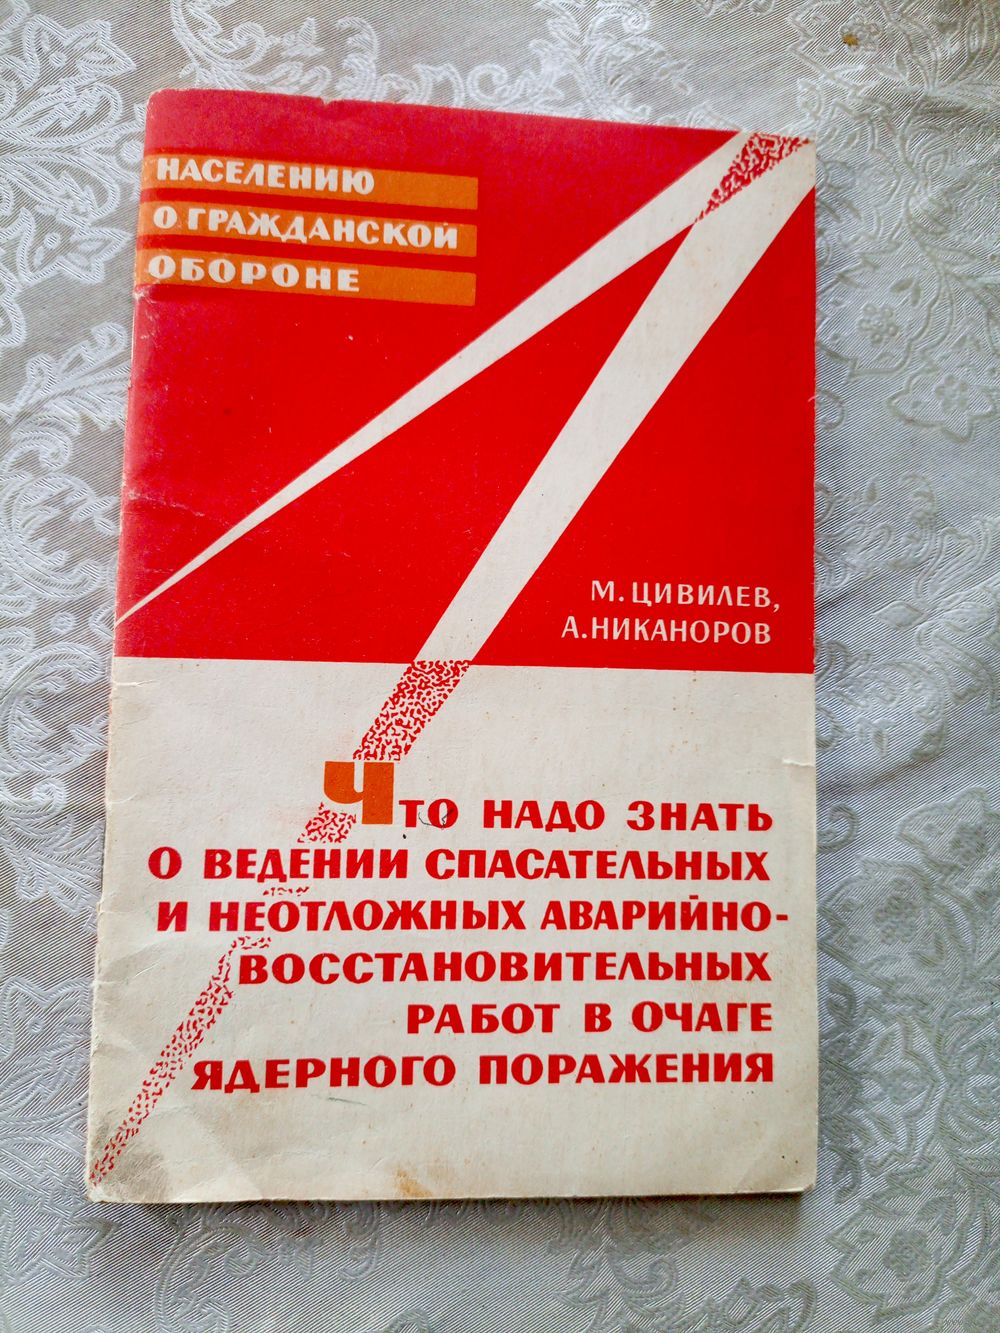 НАСЕЛЕНИЮ
О ГРАЖДАНСКОЙ
ОБОРОНЕ
М. ЦИВИЛЕВ,
А. НИКАНОРОВ
ЧТО НАДО ЗНАТЬ
О ВЕДЕНИИ СПАСАТЕЛЬНЫХ
И НЕОТЛОЖНЫХ АВАРИЙНО-
ВОССТАНОВИТЕЛЬНЫХ
РАБОТ В ОЧАГЕ
ЯДЕРНОГО ПОРАЖЕНИЯ